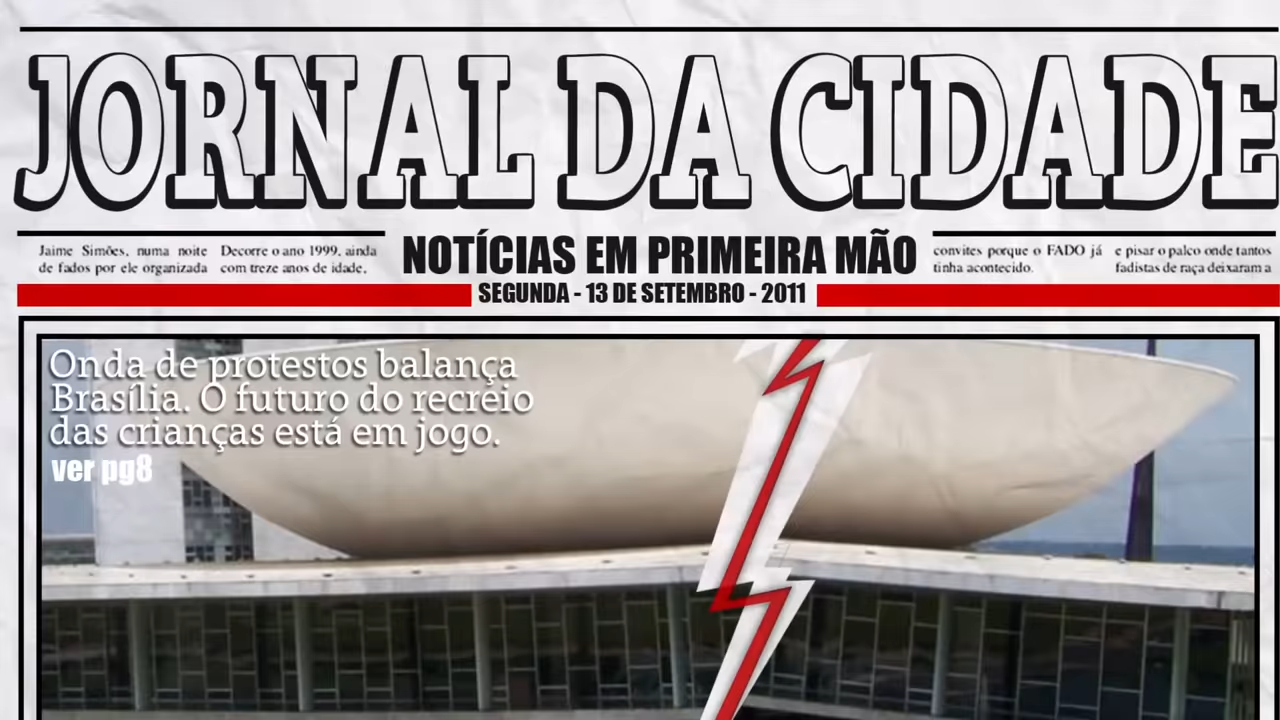 JORNAL DA CIDADE
Jaime Simões, numa noite
de fados por ele organizada
Decorre o ano 1999, ainda
com treze anos de idade,
NOTÍCIAS EM PRIMEIRA MÃO
convites porque o FADO já
tinha acontecido.
e pisar o palco onde tantos
fadistas de raça deixaram a
SEGUNDA - 13 DE SETEMBRO - 2011
Onda de protestos balança
Brasília. O futuro do recreio
das crianças está em jogo.
ver pg8